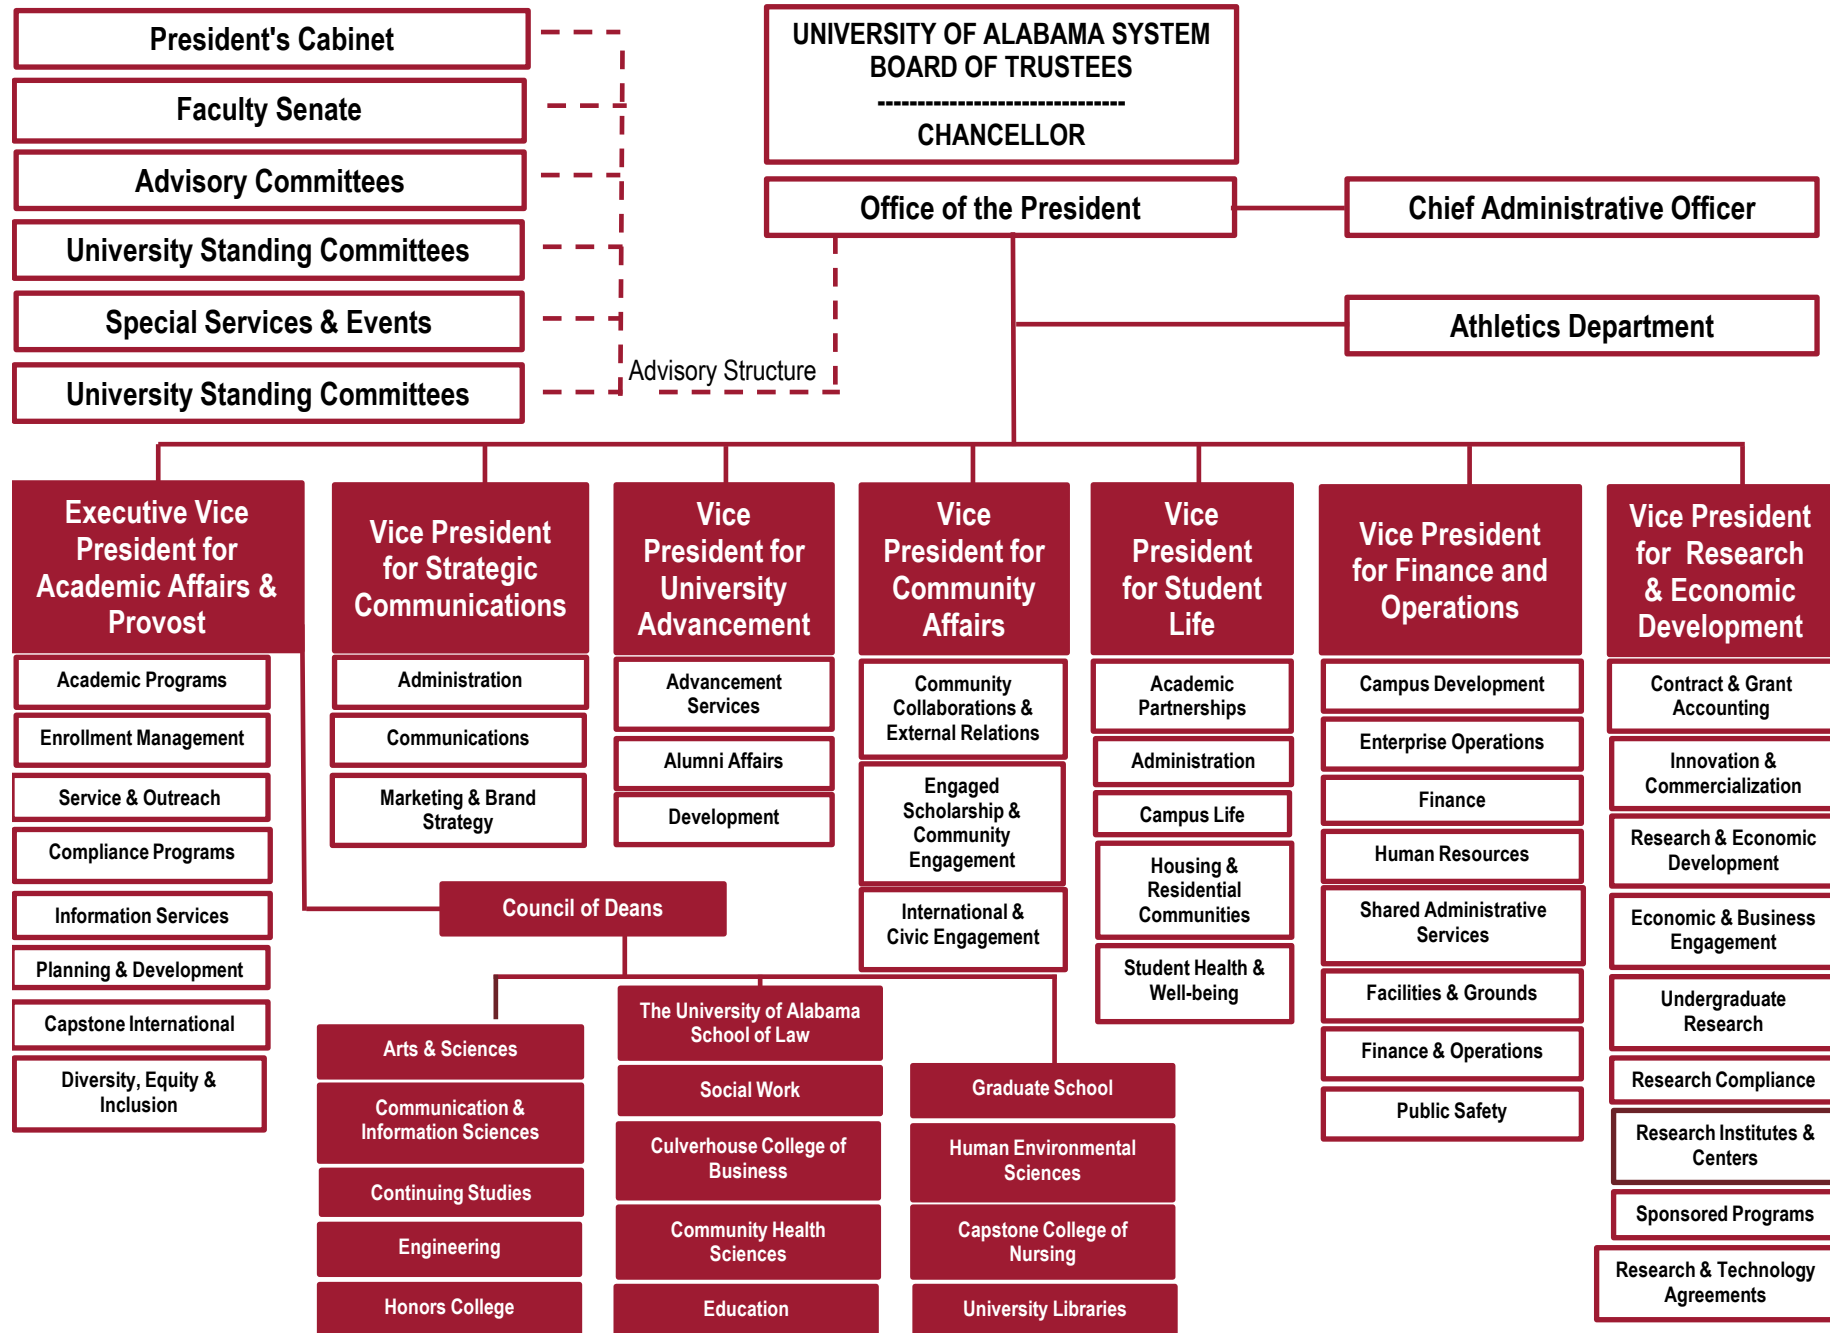 President's Cabinet
Faculty Senate
Advisory Committees
University Standing Committees
Special Services & Events
University Standing Committees
Advisory Structure
UNIVERSITY OF ALABAMA SYSTEM
BOARD OF TRUSTEES
-------------------------------
CHANCELLOR
Office of the President
Chief Administrative Officer
Athletics Department
Executive Vice
President for
Academic Affairs &
Provost
Academic Programs
Enrollment Management
Service & Outreach
Compliance Programs
Information Services
Planning & Development
Capstone International
Diversity, Equity &
Inclusion
Vice President
for Strategic
Communications
Administration
Communications
Marketing & Brand
Strategy
Vice
President for
University
Advancement
Advancement
Services
Alumni Affairs
Development
Vice
President for
Community
Affairs
Community
Collaborations &
External Relations
Engaged
Scholarship &
Community
Engagement
International &
Civic Engagement
Vice
President
for Student
Life
Academic
Partnerships
Administration
Campus Life
Housing &
Residential
Communities
Student Health &
Well-being
Vice President
for Finance and
Operations
Campus Development
Enterprise Operations
Finance
Human Resources
Shared Administrative
Services
Facilities & Grounds
Finance & Operations
Public Safety
Vice President
for Research
& Economic
Development
Contract & Grant
Accounting
Innovation &
Commercialization
Research & Economic
Development
Economic & Business
Engagement
Undergraduate
Research
Research Compliance
Research Institutes &
Centers
Sponsored Programs
Research & Technology
Agreements
Council of Deans
Arts & Sciences
Communication &
Information Sciences
Continuing Studies
Engineering
Honors College
The University of Alabama
School of Law
Social Work
Culverhouse College of
Business
Community Health
Sciences
Education
Graduate School
Human Environmental
Sciences
Capstone College of
Nursing
University Libraries